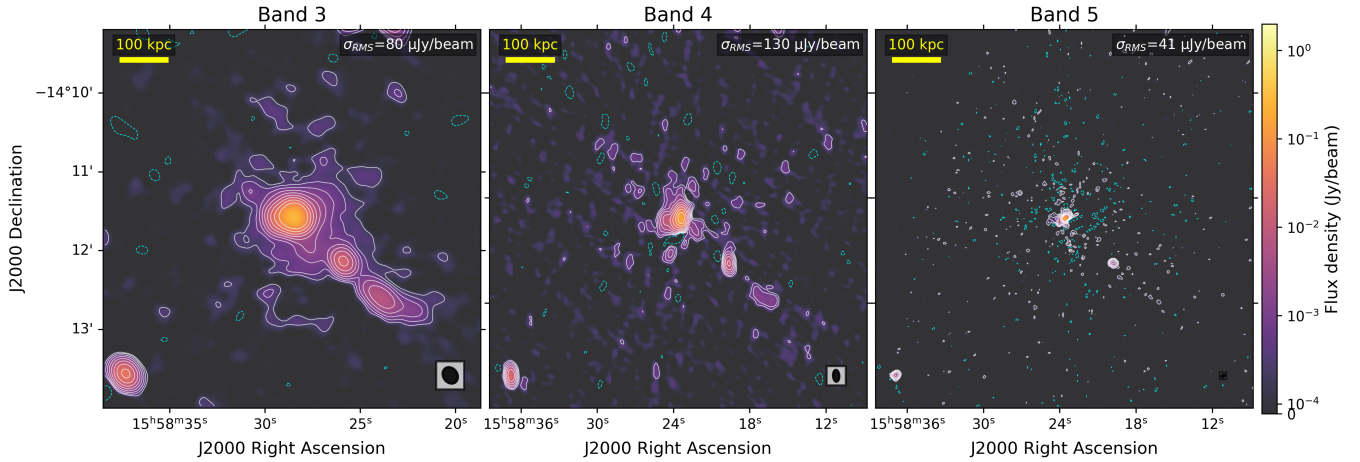 Band 3
Band 4
Band 5
100 kpc
σRMS=80 µJy/beam
100 kpc
σRMS=130 µJy/beam
100 kpc
σRMS=41 µJy/beam
J2000 Declination
−14°10'
11'
12'
13'
15ʰ58ᵐ35ˢ
30ˢ
25ˢ
20ˢ
15ʰ58ᵐ36ˢ
30ˢ
24ˢ
18ˢ
12ˢ
15ʰ58ᵐ36ˢ
30ˢ
24ˢ
18ˢ
12ˢ
J2000 Right Ascension
J2000 Right Ascension
J2000 Right Ascension
10⁰
10⁻¹
10⁻²
10⁻³
10⁻⁴
0
Flux density (Jy/beam)